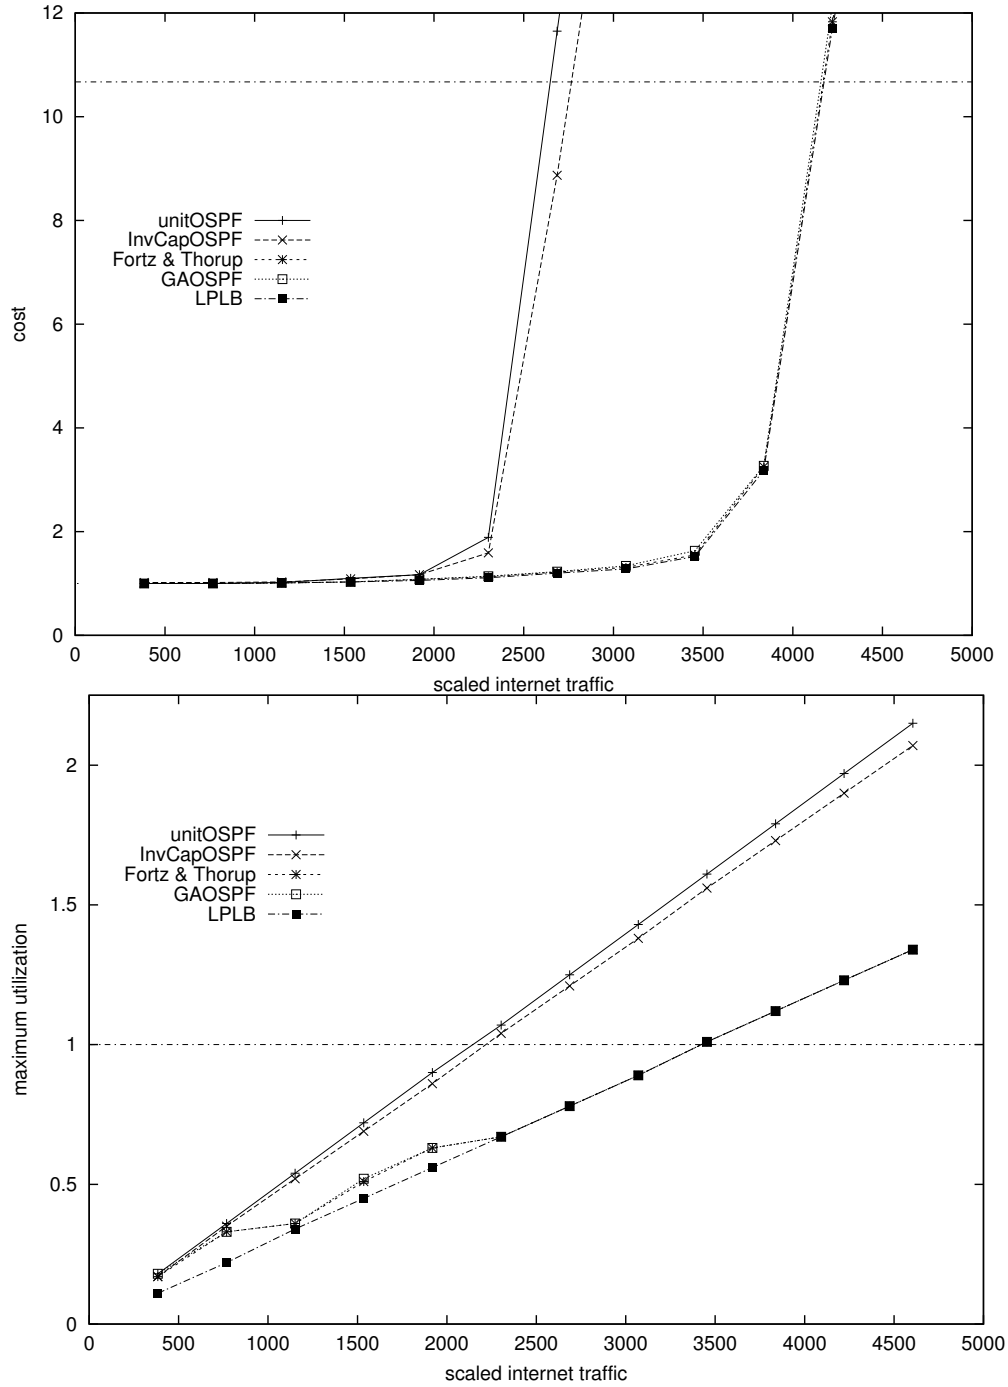 12
10
8
6
4
2
0
cost
unitOSPF
InvCapOSPF
Fortz & Thorup
GAOSPF
LPLB
0 500 1000 1500 2000 2500 3000 3500 4000 4500 5000
scaled internet traffic
2
1.5
1
0.5
0
maximum utilization
unitOSPF
InvCapOSPF
Fortz & Thorup
GAOSPF
LPLB
0 500 1000 1500 2000 2500 3000 3500 4000 4500 5000
scaled internet traffic